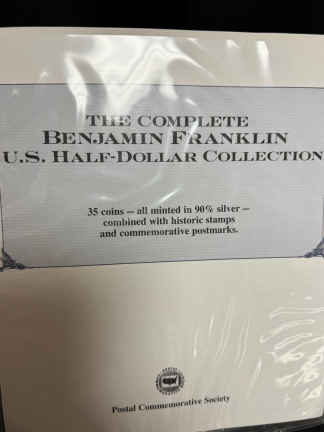 THE COMPLETE
BENJAMIN FRANKLIN
U.S. HALF-DOLLAR COLLECTION
35 coins — all minted in 90% silver —
combined with historic stamps
and commemorative postmarks.
Postal Commemorative Society